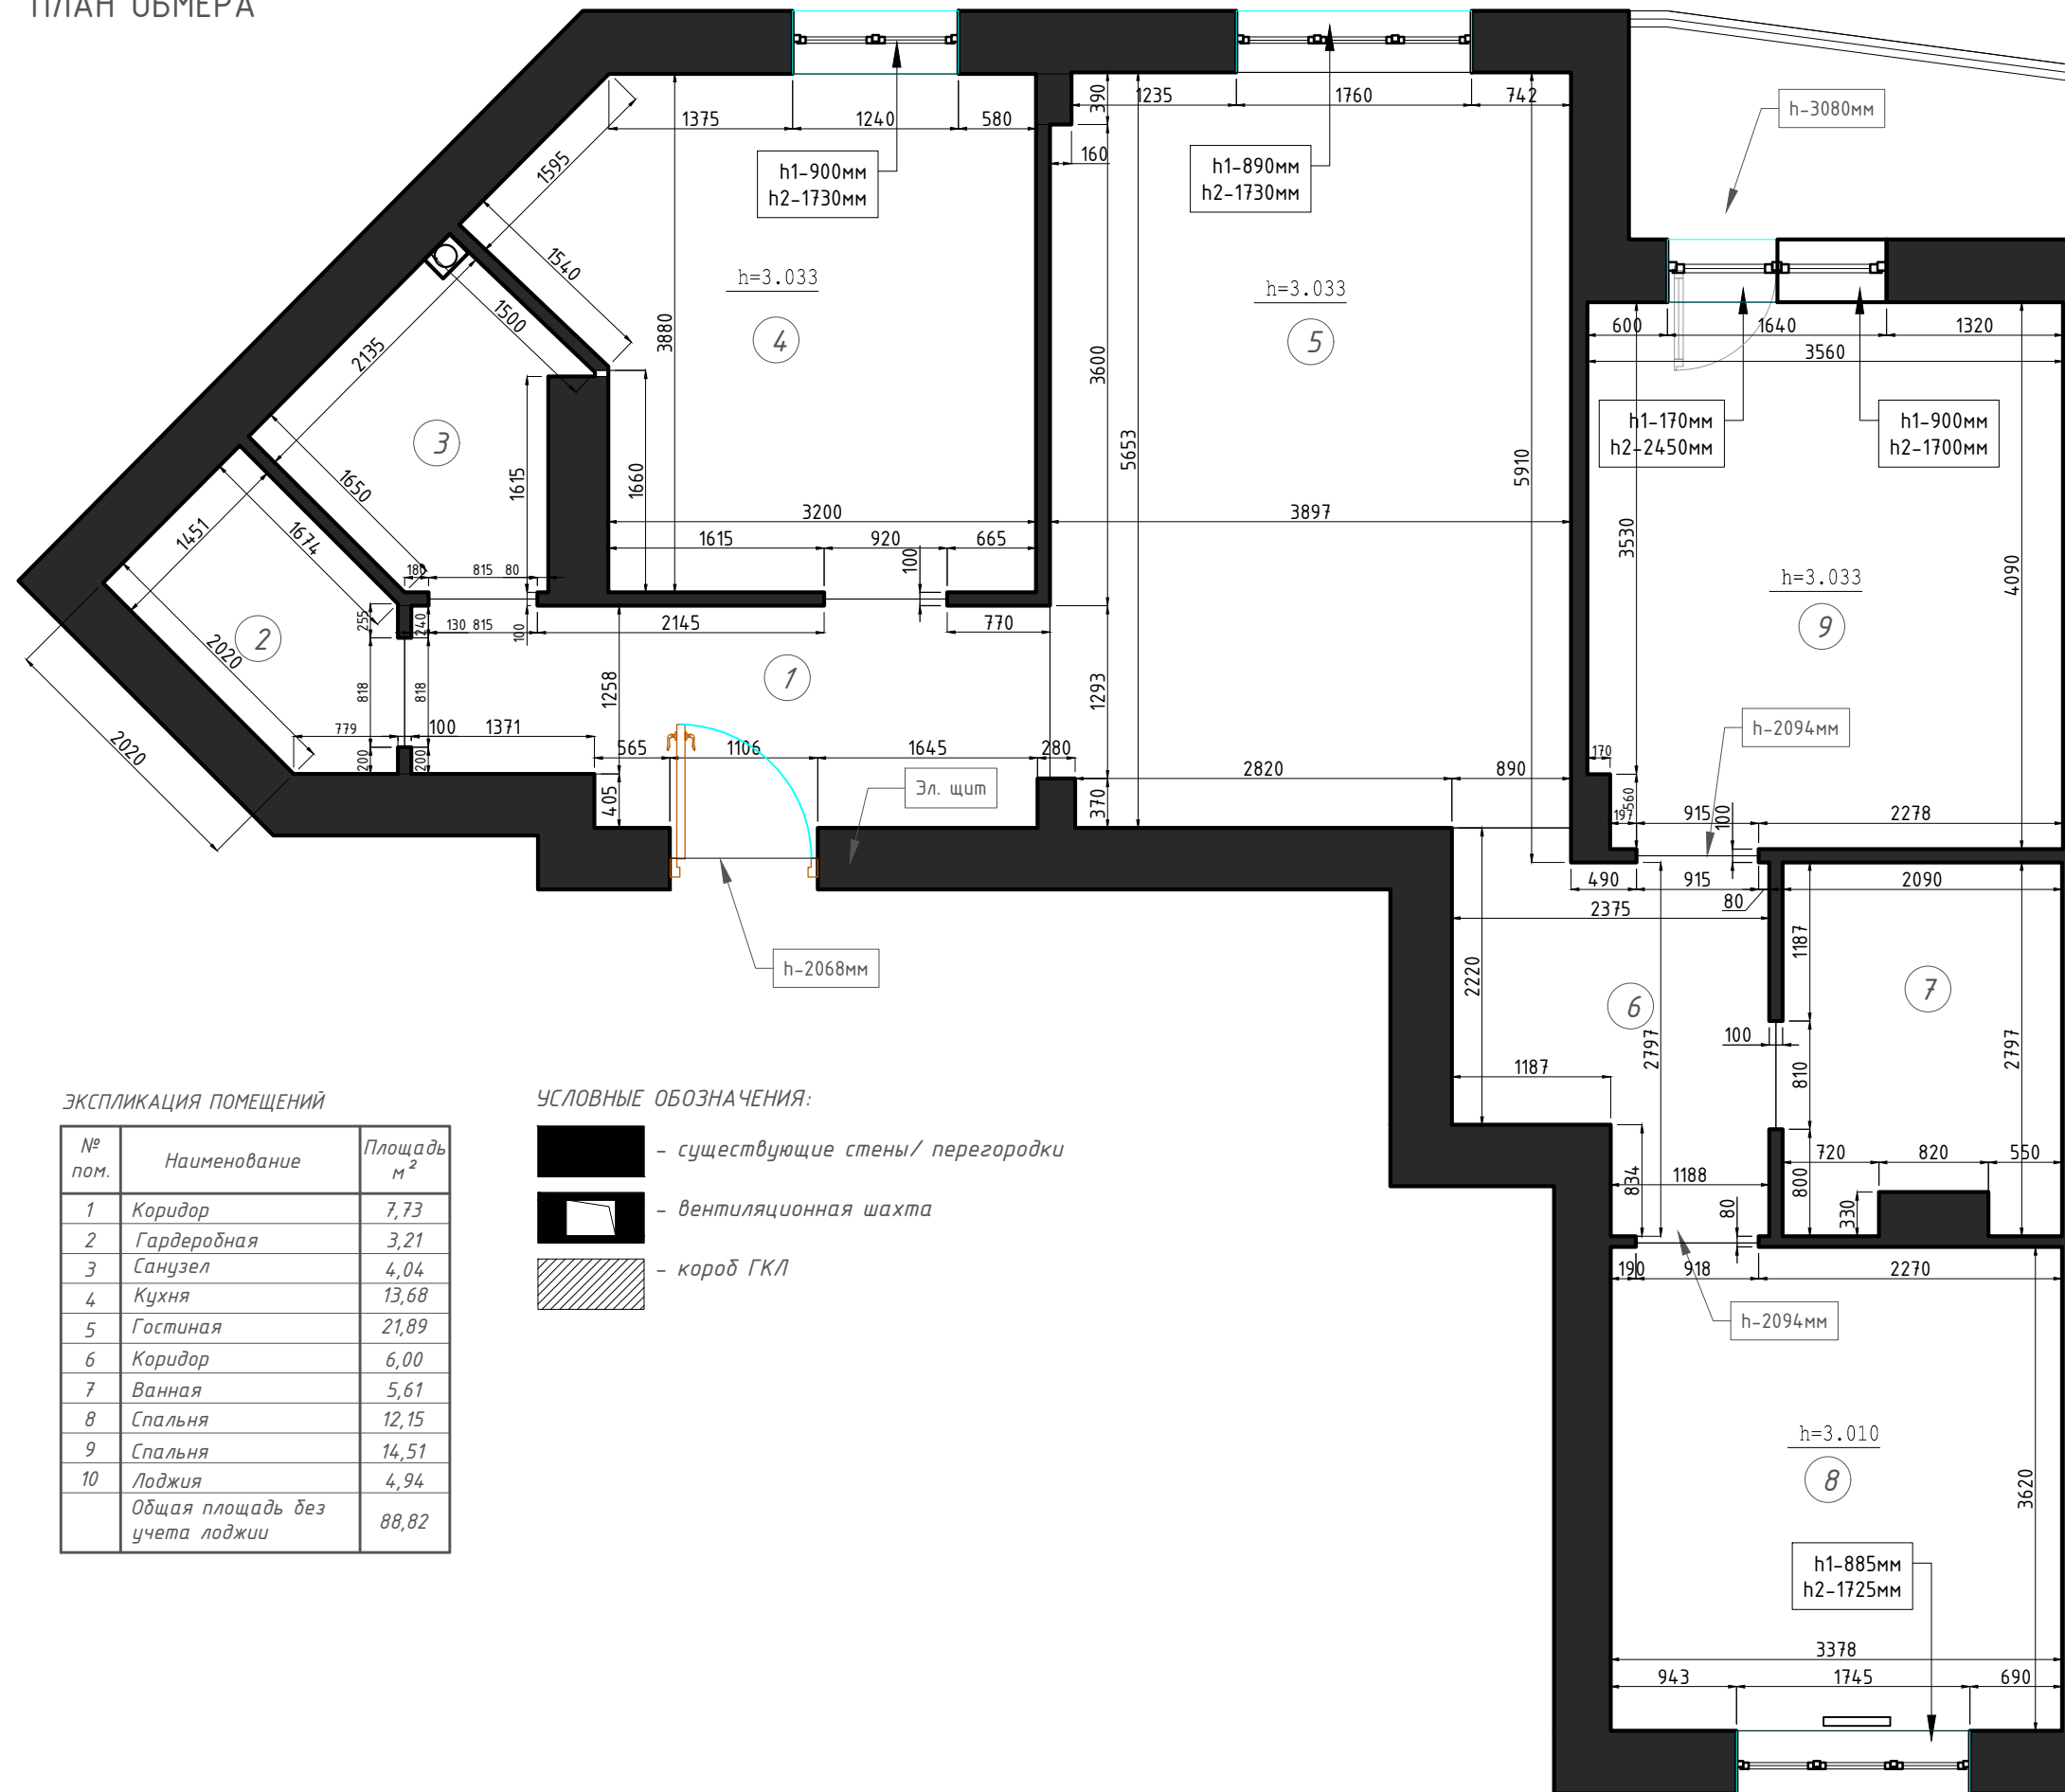 ПЛАН ОБМЕРА
h-3080мм
390
1235
1760
742
1375
1240
580
160
1595
h1-900мм
h2-1730мм
h1-890мм
h2-1730мм
1540
h=3.033
4
h=3.033
5
1500
3880
3600
600
1640
1320
3560
2135
3
1615
1660
5653
5910
3530
h1-170мм
h2-2450мм
h1-900мм
h2-1700мм
1650
3200
3897
1451
1674
1615
920
665
100
4090
h=3.033
9
180
815
80
255
240
130
815
100
2145
770
2
2020
2020
1
1258
1293
818
818
779
100
1371
200
200
565
1106
1645
280
h-2094мм
170
405
Эл. щит
370
2820
890
560
197
915
100
2278
490
915
2090
80
2375
h-2068мм
1187
2220
6
7
2797
100
810
2797
1187
720
820
550
834
1188
800
330
80
190
918
2270
h-2094мм
h=3.010
8
3620
h1-885мм
h2-1725мм
3378
943
1745
690
ЭКСПЛИКАЦИЯ ПОМЕЩЕНИЙ
№ пом. Наименование Площадь м²
1 Коридор 7,73
2 Гардеробная 3,21
3 Санузел 4,04
4 Кухня 13,68
5 Гостиная 21,89
6 Коридор 6,00
7 Ванная 5,61
8 Спальня 12,15
9 Спальня 14,51
10 Лоджия 4,94
Общая площадь без
учета лоджии 88,82
УСЛОВНЫЕ ОБОЗНАЧЕНИЯ:
- существующие стены/ перегородки
- вентиляционная шахта
- короб ГКЛ